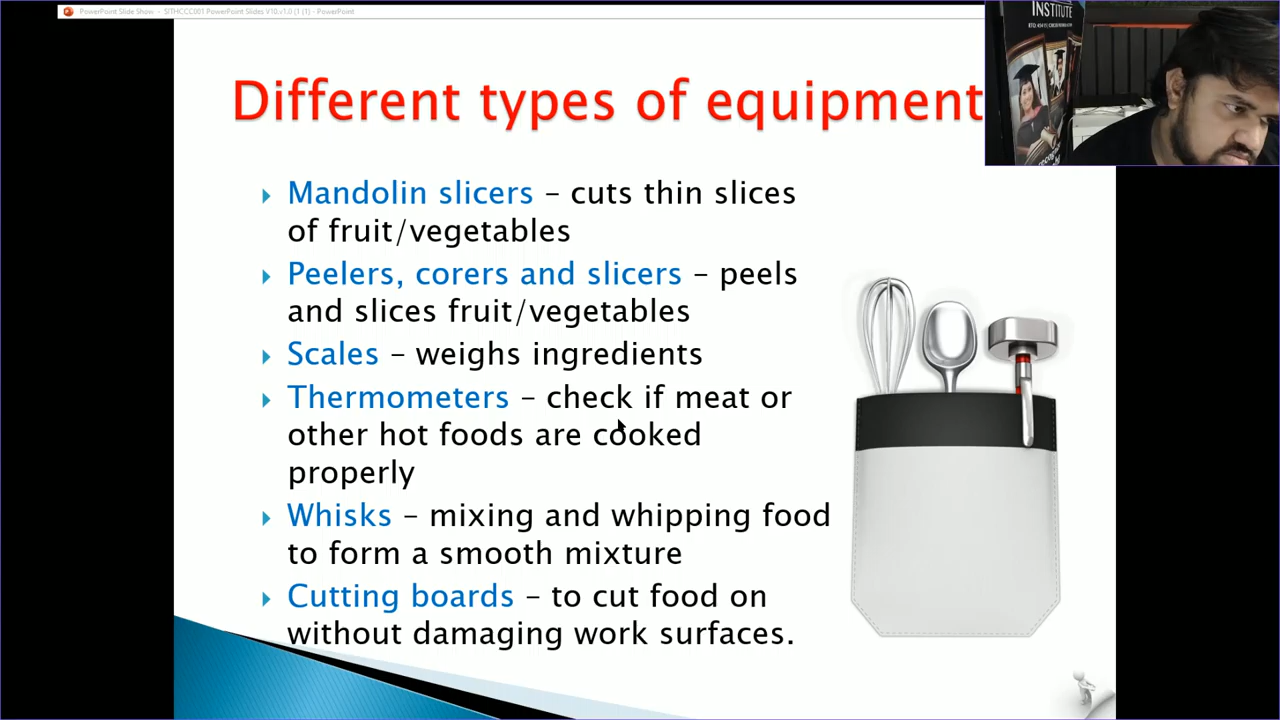 PowerPoint Slide Show - SITHCCC001 PowerPoint Slides V10.v1.0 (1 (1) - PowerPoint
INSTITUTE
Different types of equipment
Mandolin slicers – cuts thin slices
of fruit/vegetables
Peelers, corers and slicers – peels
and slices fruit/vegetables
Scales – weighs ingredients
Thermometers – check if meat or
other hot foods are cooked
properly
Whisks – mixing and whipping food
to form a smooth mixture
Cutting boards – to cut food on
without damaging work surfaces.